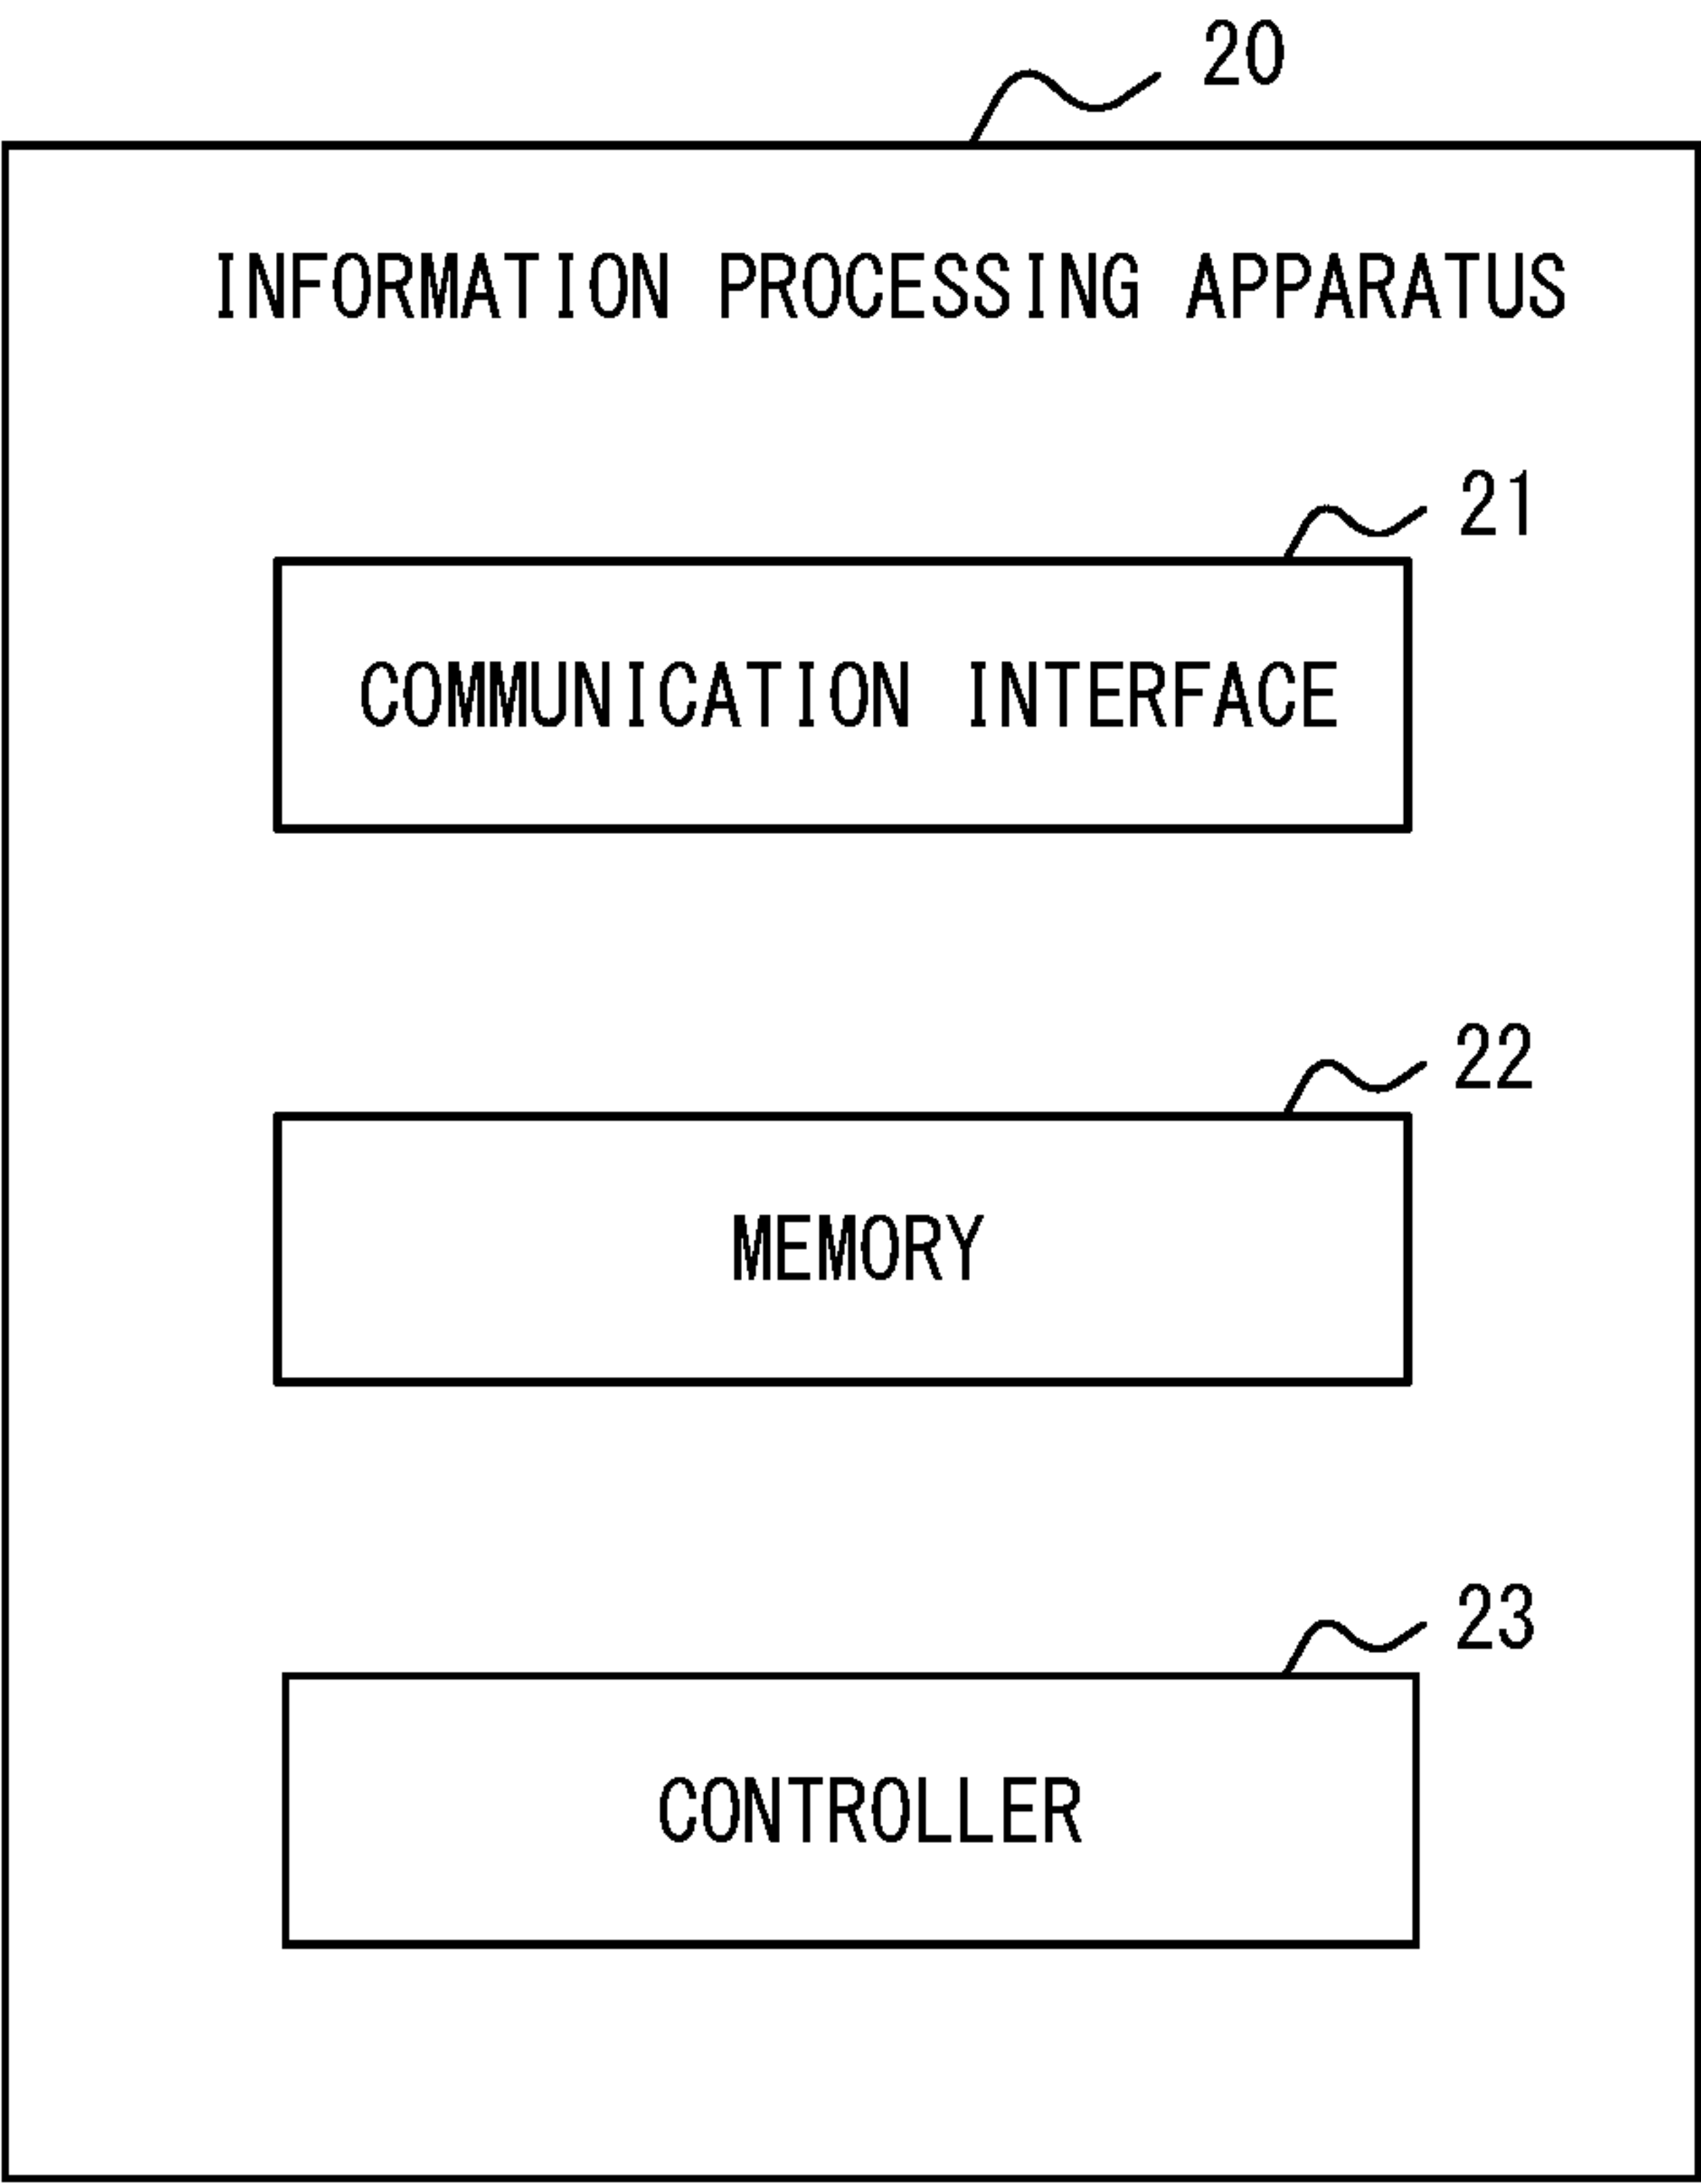 20
INFORMATION PROCESSING APPARATUS
21
COMMUNICATION INTERFACE
22
MEMORY
23
CONTROLLER